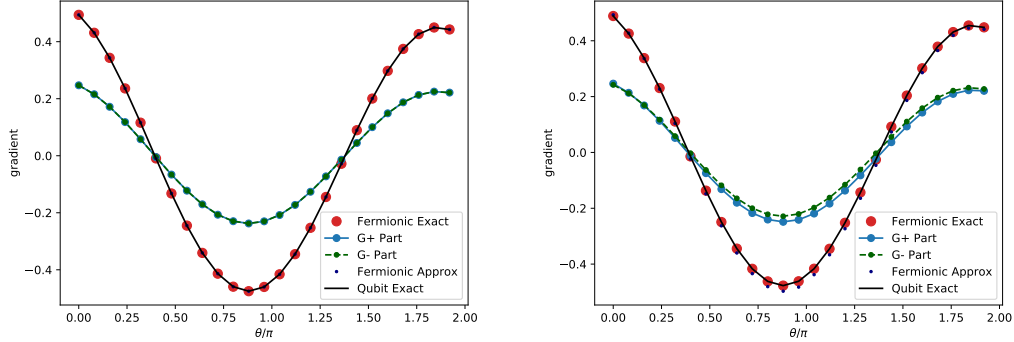 0.4
0.2
0.0
−0.2
−0.4
gradient
0.00
0.25
0.50
0.75
1.00
1.25
1.50
1.75
2.00
θ/π
Fermionic Exact
G+ Part
G- Part
Fermionic Approx
Qubit Exact
0.4
0.2
0.0
−0.2
−0.4
gradient
0.00
0.25
0.50
0.75
1.00
1.25
1.50
1.75
2.00
θ/π
Fermionic Exact
G+ Part
G- Part
Fermionic Approx
Qubit Exact